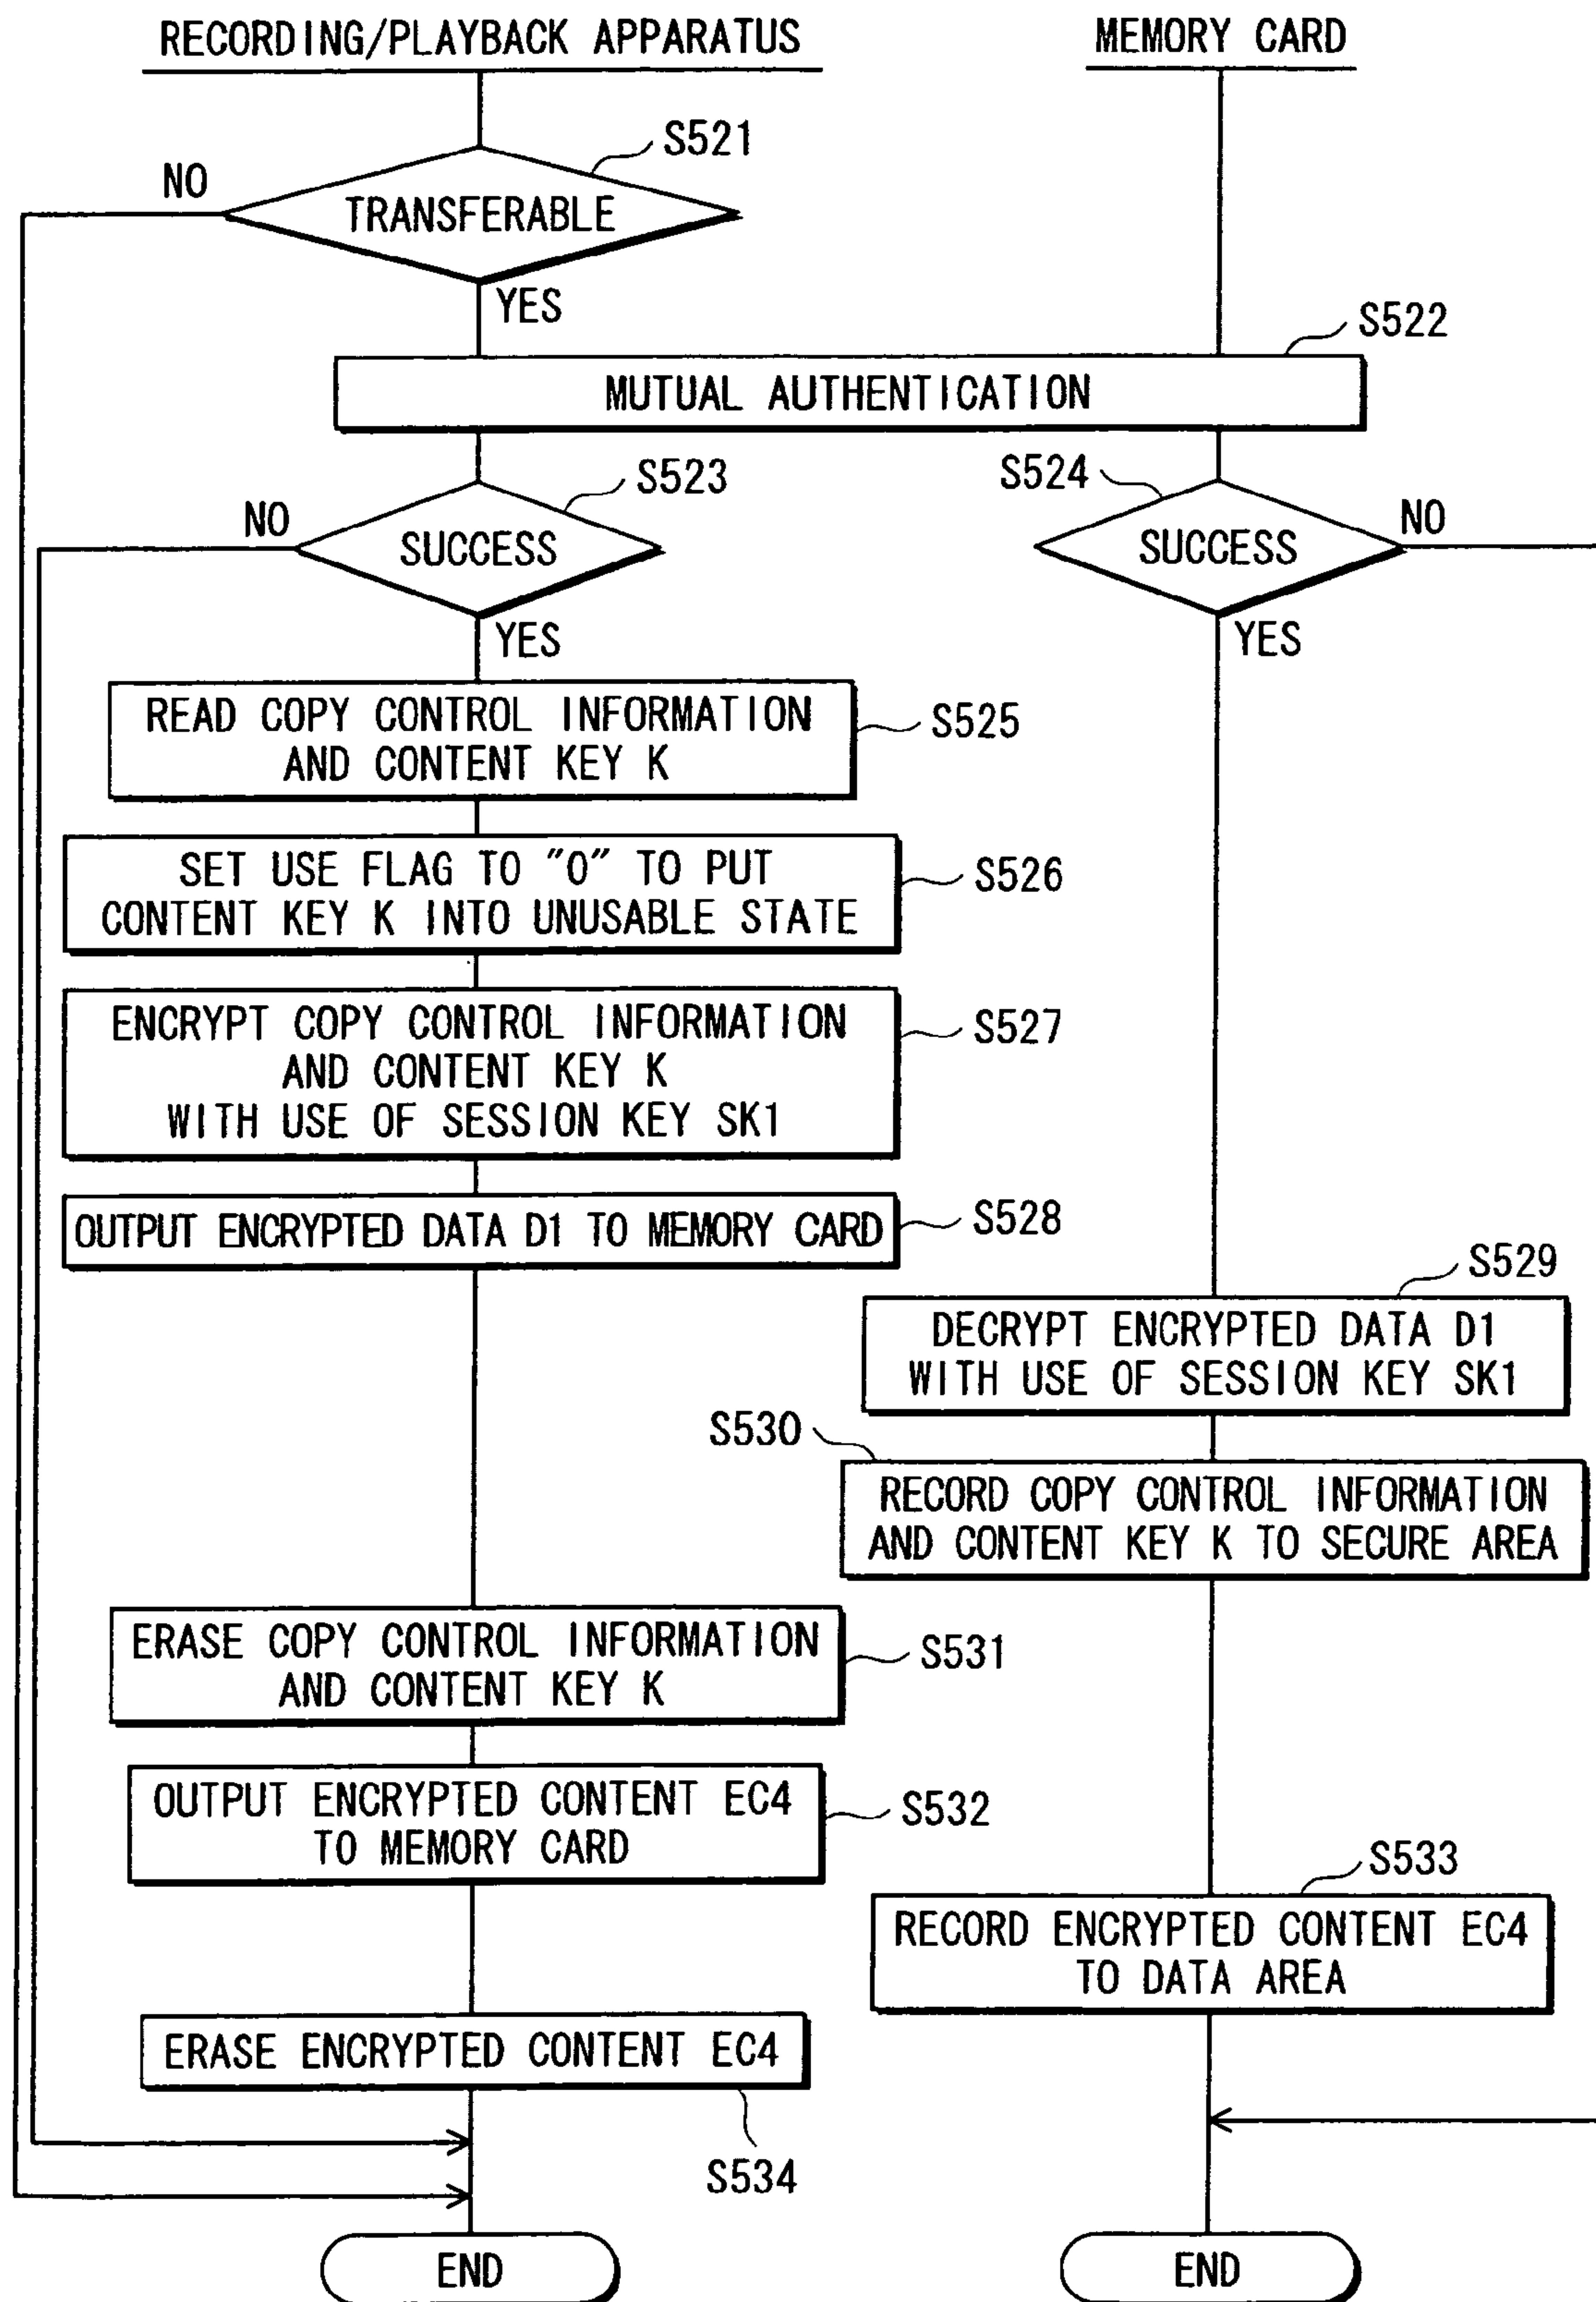 RECORDING/PLAYBACK APPARATUS
MEMORY CARD
S521
NO
TRANSFERABLE
YES
S522
MUTUAL AUTHENTICATION
S523
S524
NO
SUCCESS
SUCCESS
NO
YES
YES
READ COPY CONTROL INFORMATION
AND CONTENT KEY K
S525
SET USE FLAG TO "0" TO PUT
CONTENT KEY K INTO UNUSABLE STATE
S526
ENCRYPT COPY CONTROL INFORMATION
AND CONTENT KEY K
WITH USE OF SESSION KEY SK1
S527
OUTPUT ENCRYPTED DATA D1 TO MEMORY CARD
S528
S529
DECRYPT ENCRYPTED DATA D1
WITH USE OF SESSION KEY SK1
S530
RECORD COPY CONTROL INFORMATION
AND CONTENT KEY K TO SECURE AREA
ERASE COPY CONTROL INFORMATION
AND CONTENT KEY K
S531
OUTPUT ENCRYPTED CONTENT EC4
TO MEMORY CARD
S532
S533
RECORD ENCRYPTED CONTENT EC4
TO DATA AREA
ERASE ENCRYPTED CONTENT EC4
S534
END
END